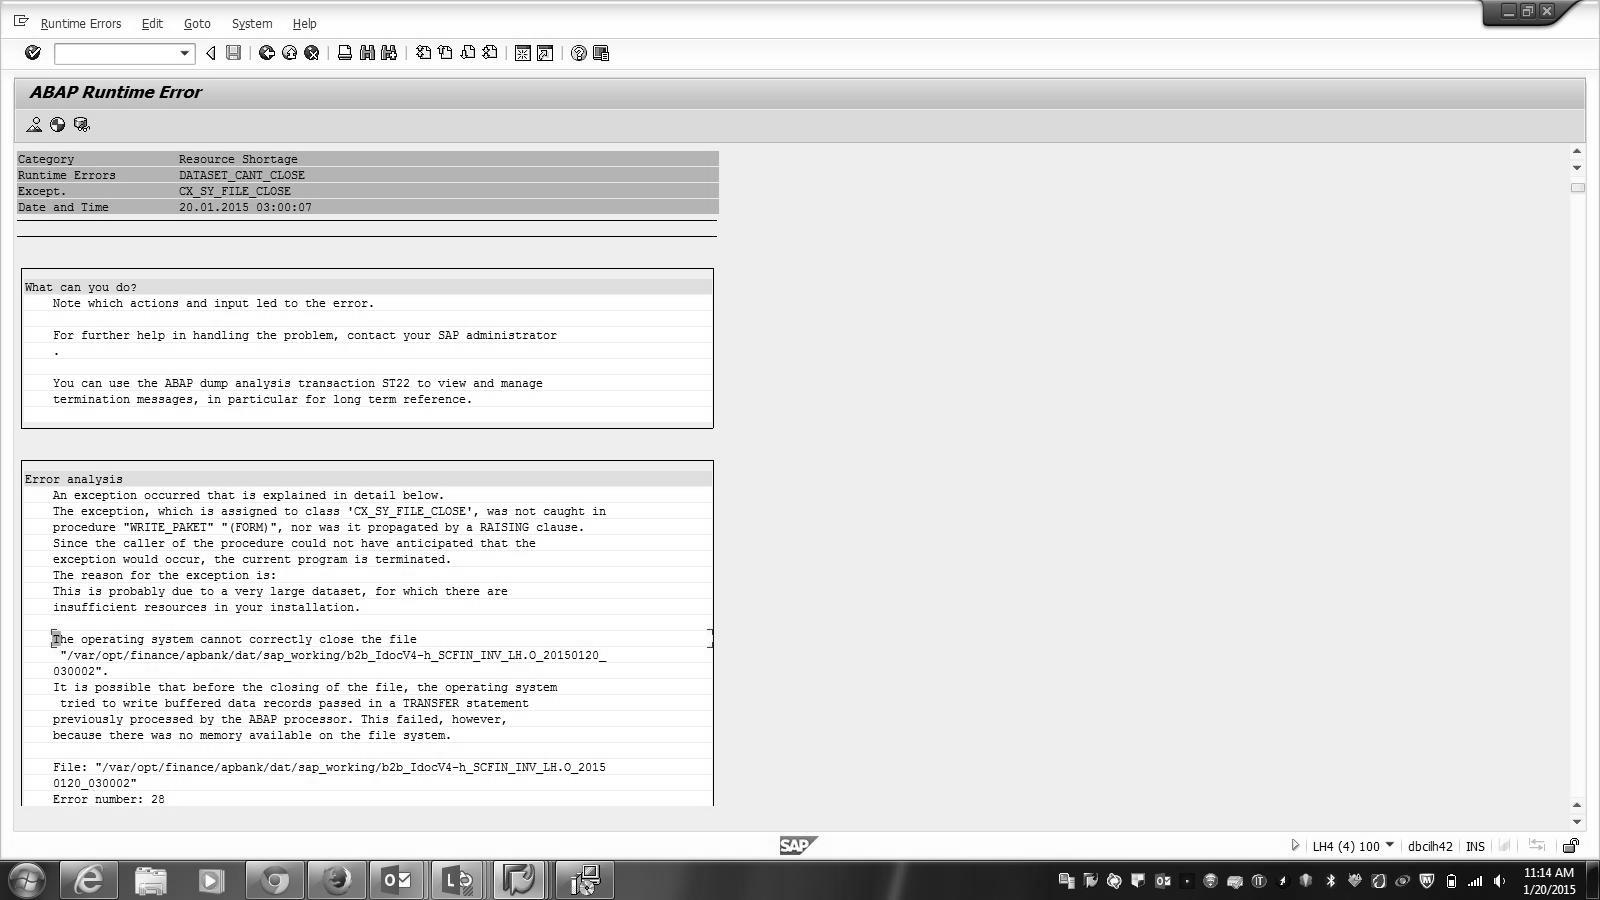 Runtime Errors Edit Goto System Help
ABAP Runtime Error
Category Resource Shortage
Runtime Errors DATASET_CANT_CLOSE
Except. CX_SY_FILE_CLOSE
Date and Time 20.01.2015 03:00:07
What can you do?
Note which actions and input led to the error.
For further help in handling the problem, contact your SAP administrator
.
You can use the ABAP dump analysis transaction ST22 to view and manage
termination messages, in particular for long term reference.
Error analysis
An exception occurred that is explained in detail below.
The exception, which is assigned to class 'CX_SY_FILE_CLOSE', was not caught in
procedure "WRITE_PAKET" "(FORM)", nor was it propagated by a RAISING clause.
Since the caller of the procedure could not have anticipated that the
exception would occur, the current program is terminated.
The reason for the exception is:
This is probably due to a very large dataset, for which there are
insufficient resources in your installation.
The operating system cannot correctly close the file
"/var/opt/finance/apbank/dat/sap_working/b2b_IdocV4-h_SCFIN_INV_LH.O_20150120_
030002".
It is possible that before the closing of the file, the operating system
tried to write buffered data records passed in a TRANSFER statement
previously processed by the ABAP processor. This failed, however,
because there was no memory available on the file system.
File: "/var/opt/finance/apbank/dat/sap_working/b2b_IdocV4-h_SCFIN_INV_LH.O_2015
0120_030002"
Error number: 28
SAP
LH4 (4) 100 dbcilh42 INS
11:14 AM
1/20/2015